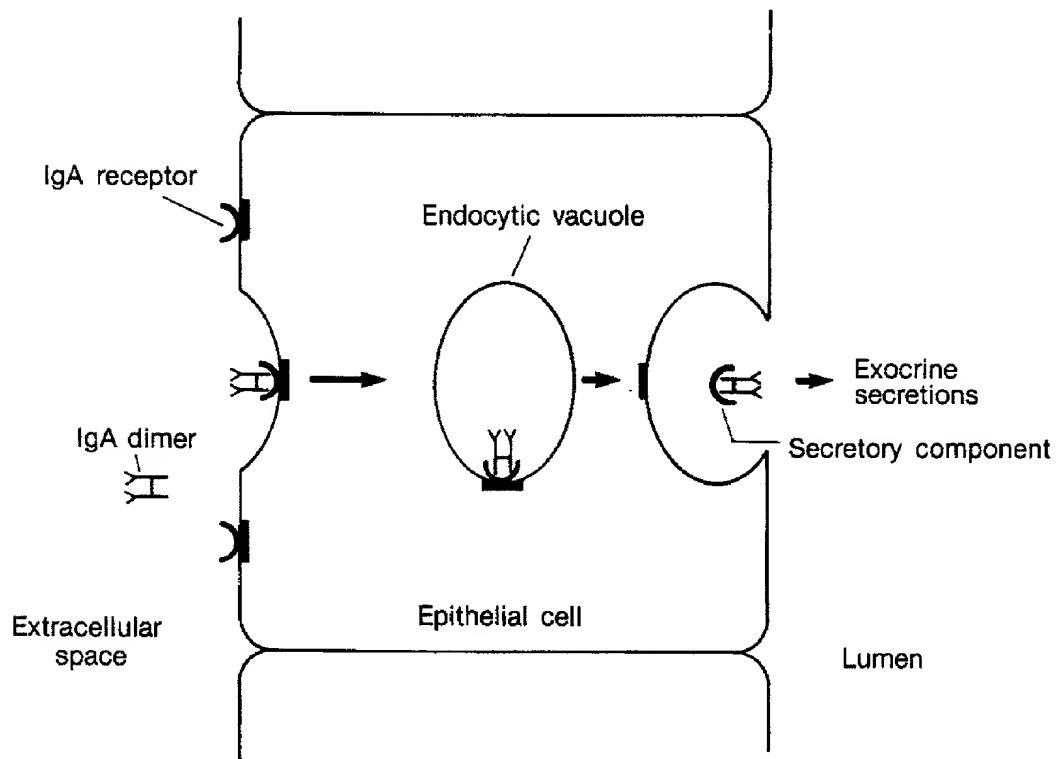 IgA receptor
Endocytic vacuole
Exocrine
secretions
Secretory component
IgA dimer
Epithelial cell
Extracellular
space
Lumen